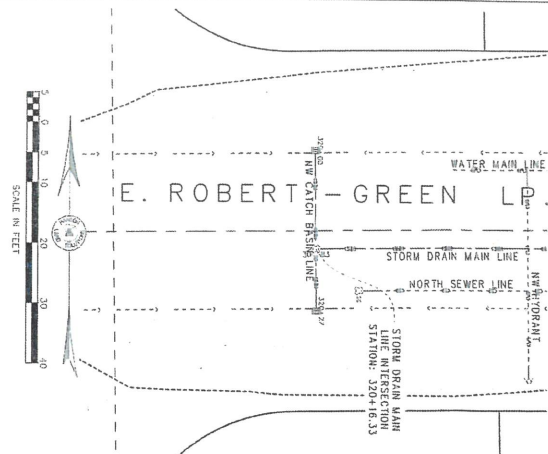 WATER MAIN LINE
E. ROBERT - GREEN LP.
STORM DRAIN MAIN LINE
NORTH SEWER LINE
NW CATCH BASIN LINE
NW HYDRANT
STORM DRAIN MAIN
LINE INTERSECTION
STATION: 320+16.33
5
0
5
10
20
30
40
SCALE IN FEET